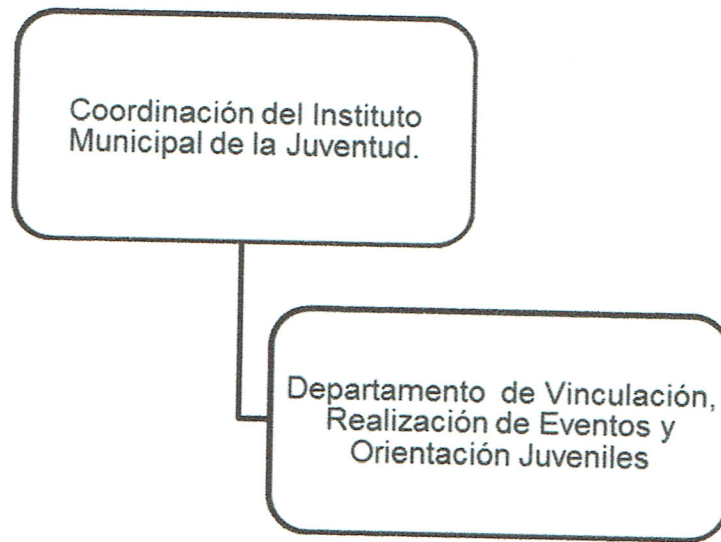 Coordinación del Instituto
Municipal de la Juventud.
Departamento de Vinculación,
Realización de Eventos y
Orientación Juveniles